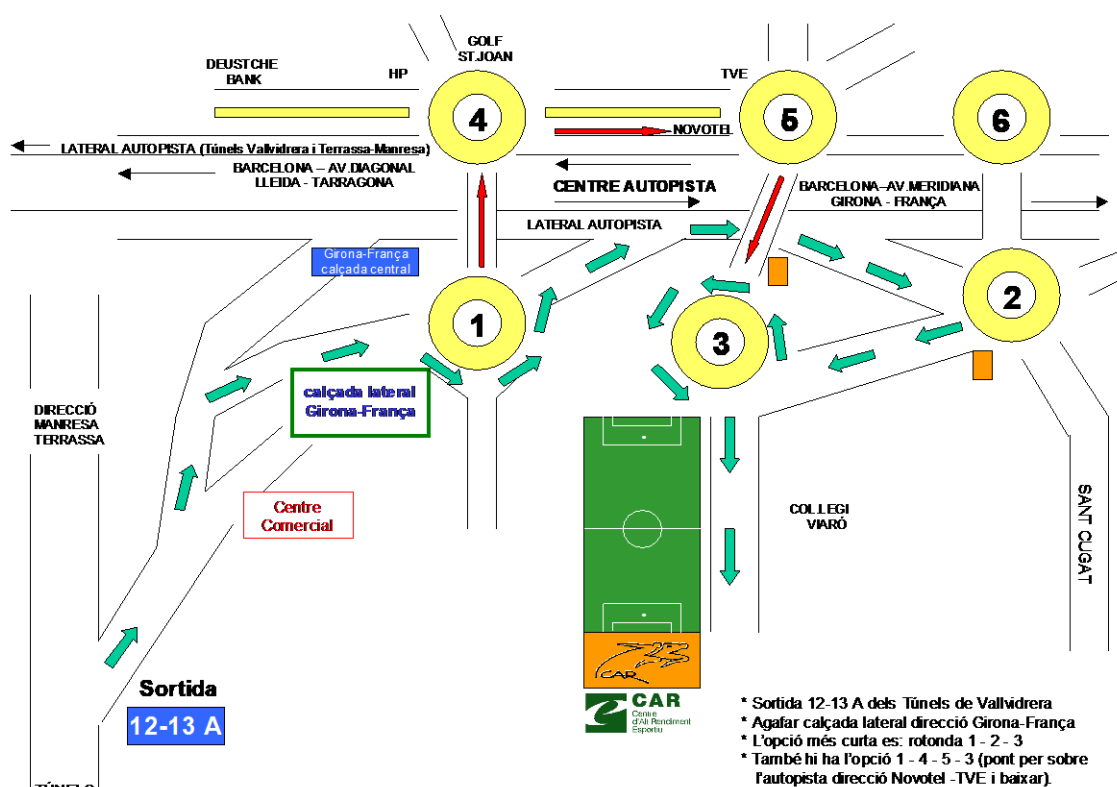 GOLF
ST.JOAN
DEUSTCHE
BANK
HP
TVE
4
5
6
NOVOTEL
LATERAL AUTOPISTA (Túnels Vallvidrera i Terrassa-Manresa)
BARCELONA – AV.DIAGONAL
LLEIDA - TARRAGONA
CENTRE AUTOPISTA
BARCELONA–AV.MERIDIANA
GIRONA - FRANÇA
LATERAL AUTOPISTA
Girona-França
calçada central
1
2
3
calçada lateral
Girona-França
DIRECCIÓ
MANRESA
TERRASSA
Centre
Comercial
COL.LEGI
VIARÓ
SANT CUGAT
CAR
Sortida
12-13 A
CAR
Centre
d'Alt Rendiment
Esportiu
* Sortida 12-13 A dels Túnels de Vallvidrera
* Agafar calçada lateral direcció Girona-França
* L'opció més curta es: rotonda 1 - 2 - 3
* També hi ha l'opció 1 - 4 - 5 - 3 (pont per sobre
l'autopista direcció Novotel -TVE i baixar).
TÚNELS